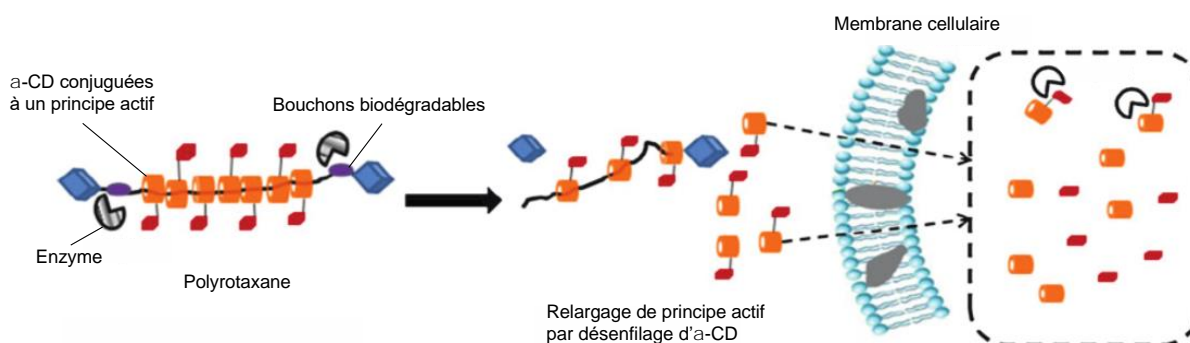 Membrane cellulaire
a-CD conjuguées
à un principe actif
Bouchons biodégradables
Enzyme
Polyrotaxane
Relargage de principe actif
par désenfilage d'a-CD